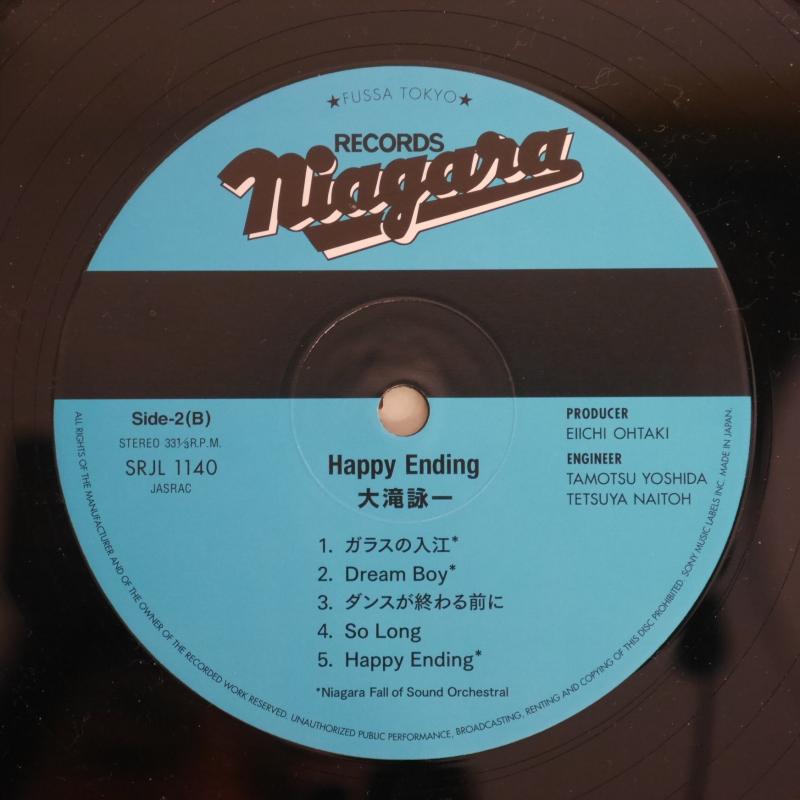 ★FUSSA TOKYO★
RECORDS
Niagara
Side-2(B)
STEREO 33⅓R.P.M.
SRJL 1140
JASRAC
PRODUCER
EIICHI OHTAKI
ENGINEER
TAMOTSU YOSHIDA
TETSUYA NAITOH
Happy Ending
大滝詠一
1. ガラスの入江*
2. Dream Boy*
3. ダンスが終わる前に
4. So Long
5. Happy Ending*
*Niagara Fall of Sound Orchestral
ALL RIGHTS OF THE MANUFACTURER AND OF THE OWNER OF THE RECORDED WORK RESERVED. UNAUTHORIZED PUBLIC PERFORMANCE, BROADCASTING, RENTING AND COPYING OF THIS DISC PROHIBITED. SONY MUSIC LABELS INC. MADE IN JAPAN.